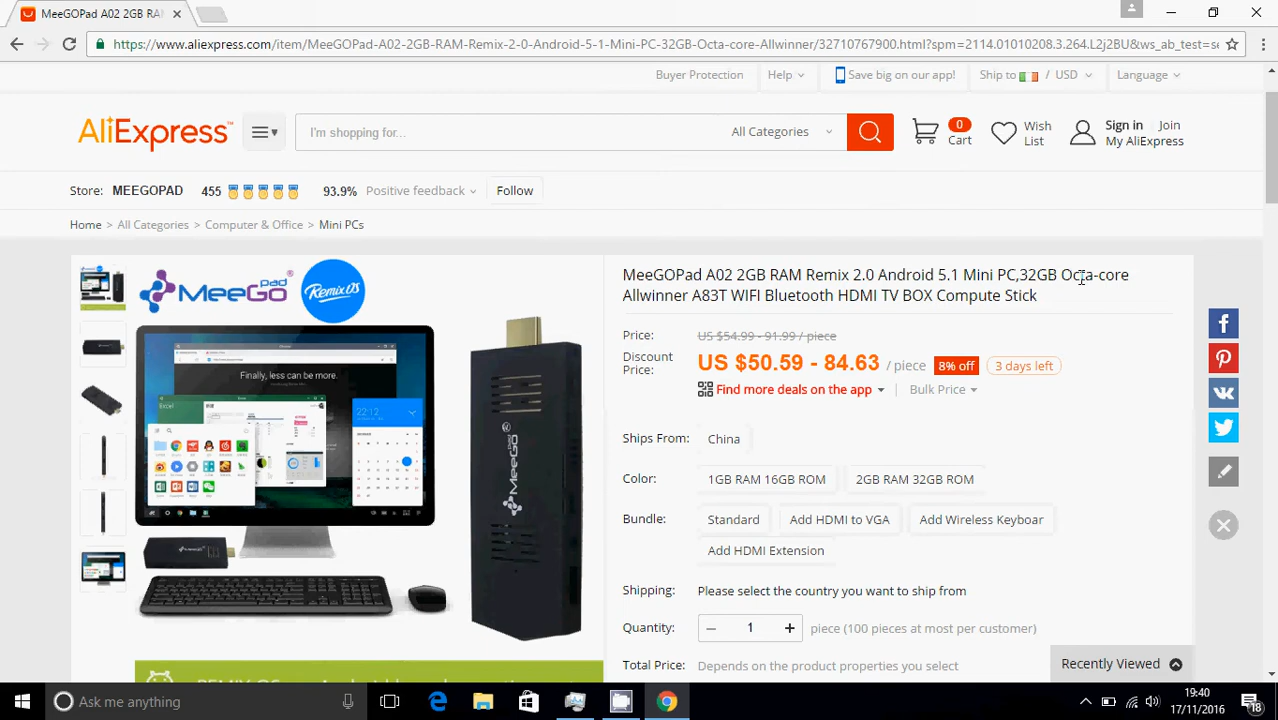 MeeGOPad A02 2GB RA
https://www.aliexpress.com/item/MeeGOPad-A02-2GB-RAM-Remix-2-0-Android-5-1-Mini-PC-32GB-Octa-core-Allwinner/32710767900.html?spm=2114.01010208.3.264.L2j2BU&ws_ab_test=se
Buyer Protection Help Save big on our app! Ship to / USD Language
AliExpress I'm shopping for... All Categories 0 Cart Wish List Sign in Join My AliExpress
Store: MEEGOPAD 455 93.9% Positive feedback Follow
Home > All Categories > Computer & Office > Mini PCs
MeeGOPad Remix OS
MeeGOPad A02 2GB RAM Remix 2.0 Android 5.1 Mini PC,32GB Octa-core
Allwinner A83T WIFI Bluetooth HDMI TV BOX Compute Stick
Price: US $54.99 - 91.99 / piece
Discount Price: US $50.59 - 84.63 / piece 8% off 3 days left
Find more deals on the app Bulk Price
Finally, less can be more.
Excel
22:12
MeeGO
Ships From: China
Color: 1GB RAM 16GB ROM 2GB RAM 32GB ROM
Bundle: Standard Add HDMI to VGA Add Wireless Keyboar
Add HDMI Extension
Shipping: Please select the country you want to ship from
Quantity: – 1 + piece (100 pieces at most per customer)
Total Price: Depends on the product properties you select
Recently Viewed
Ask me anything
19:40
17/11/2016
18